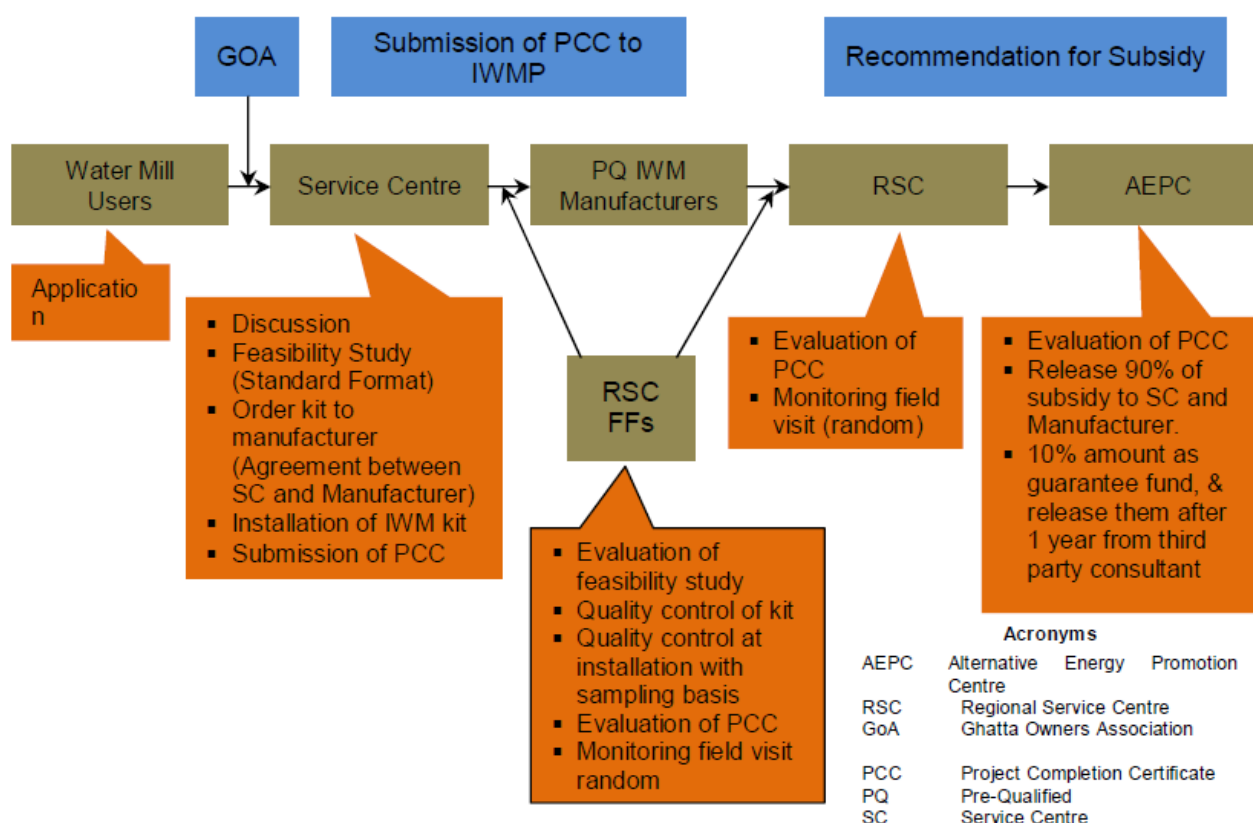 GOA
Submission of PCC to
IWMP
Recommendation for Subsidy
Water Mill
Users
Service Centre
PQ IWM
Manufacturers
RSC
AEPC
Applicatio
n
▪ Discussion
▪ Feasibility Study
(Standard Format)
▪ Order kit to
manufacturer
(Agreement between
SC and Manufacturer)
▪ Installation of IWM kit
▪ Submission of PCC
RSC
FFs
▪ Evaluation of
feasibility study
▪ Quality control of kit
▪ Quality control at
installation with
sampling basis
▪ Evaluation of PCC
▪ Monitoring field visit
random
▪ Evaluation of
PCC
▪ Monitoring field
visit (random)
▪ Evaluation of PCC
▪ Release 90% of
subsidy to SC and
Manufacturer.
▪ 10% amount as
guarantee fund, &
release them after
1 year from third
party consultant
Acronyms
AEPC Alternative Energy Promotion
Centre
RSC Regional Service Centre
GoA Ghatta Owners Association
PCC Project Completion Certificate
PQ Pre-Qualified
SC Service Centre